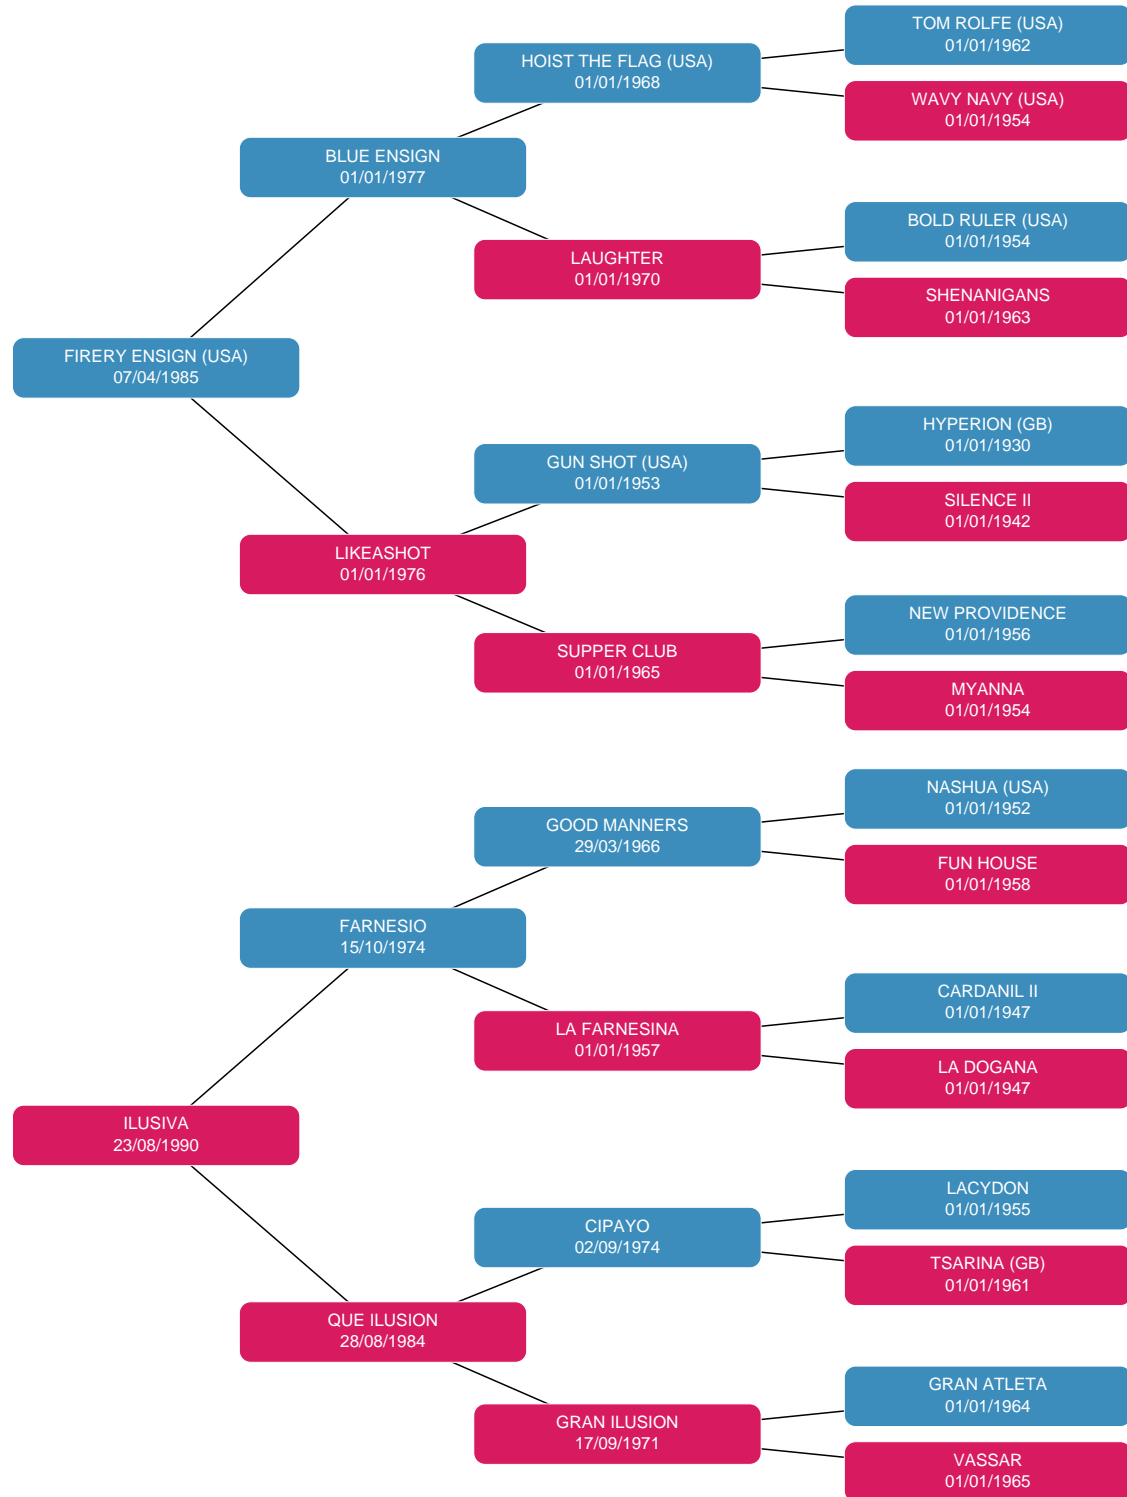 TOM ROLFE (USA)
01/01/1962
HOIST THE FLAG (USA)
01/01/1968
WAVY NAVY (USA)
01/01/1954
BLUE ENSIGN
01/01/1977
BOLD RULER (USA)
01/01/1954
LAUGHTER
01/01/1970
SHENANIGANS
01/01/1963
FIRERY ENSIGN (USA)
07/04/1985
HYPERION (GB)
01/01/1930
GUN SHOT (USA)
01/01/1953
SILENCE II
01/01/1942
LIKEASHOT
01/01/1976
NEW PROVIDENCE
01/01/1956
SUPPER CLUB
01/01/1965
MYANNA
01/01/1954
NASHUA (USA)
01/01/1952
GOOD MANNERS
29/03/1966
FUN HOUSE
01/01/1958
FARNESIO
15/10/1974
CARDANIL II
01/01/1947
LA FARNESINA
01/01/1957
LA DOGANA
01/01/1947
ILUSIVA
23/08/1990
LACYDON
01/01/1955
CIPAYO
02/09/1974
TSARINA (GB)
01/01/1961
QUE ILUSION
28/08/1984
GRAN ATLETA
01/01/1964
GRAN ILUSION
17/09/1971
VASSAR
01/01/1965